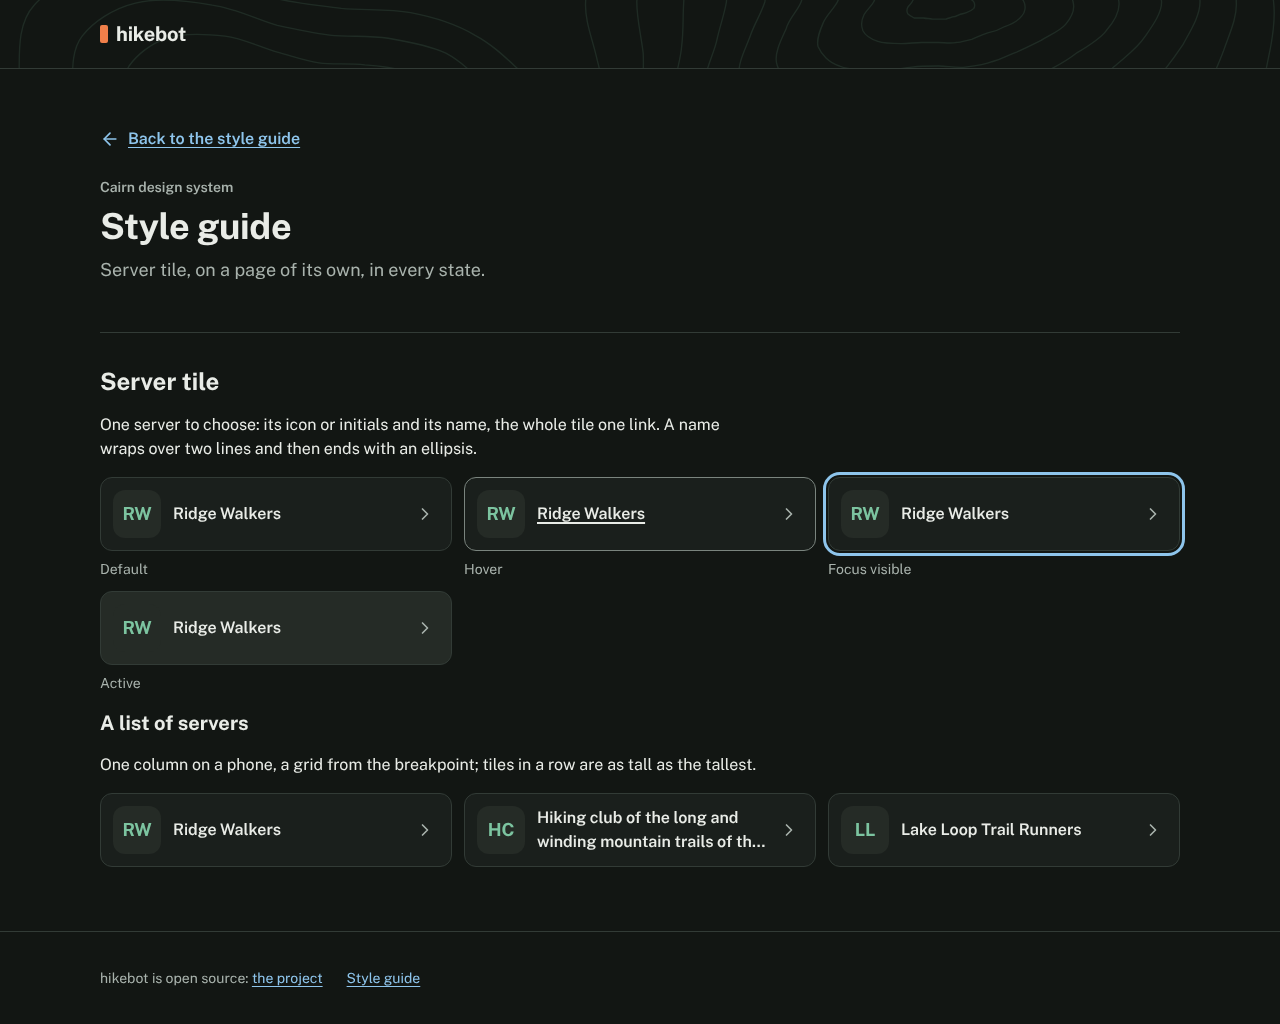 hikebot
Back to the style guide
Cairn design system
Style guide
Server tile, on a page of its own, in every state.
Server tile
One server to choose: its icon or initials and its name, the whole tile one link. A name
wraps over two lines and then ends with an ellipsis.
RW Ridge Walkers
RW Ridge Walkers
RW Ridge Walkers
Default
Hover
Focus visible
RW Ridge Walkers
Active
A list of servers
One column on a phone, a grid from the breakpoint; tiles in a row are as tall as the tallest.
RW Ridge Walkers
HC Hiking club of the long and
winding mountain trails of th...
LL Lake Loop Trail Runners
hikebot is open source: the project
Style guide